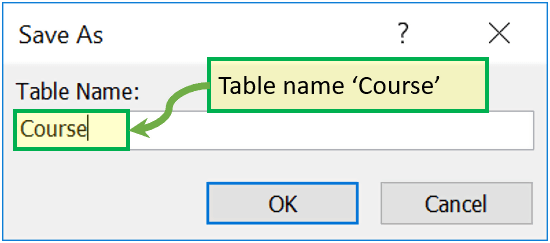 Save As
?
Table name ‘Course’
Table Name:
Course
OK
Cancel